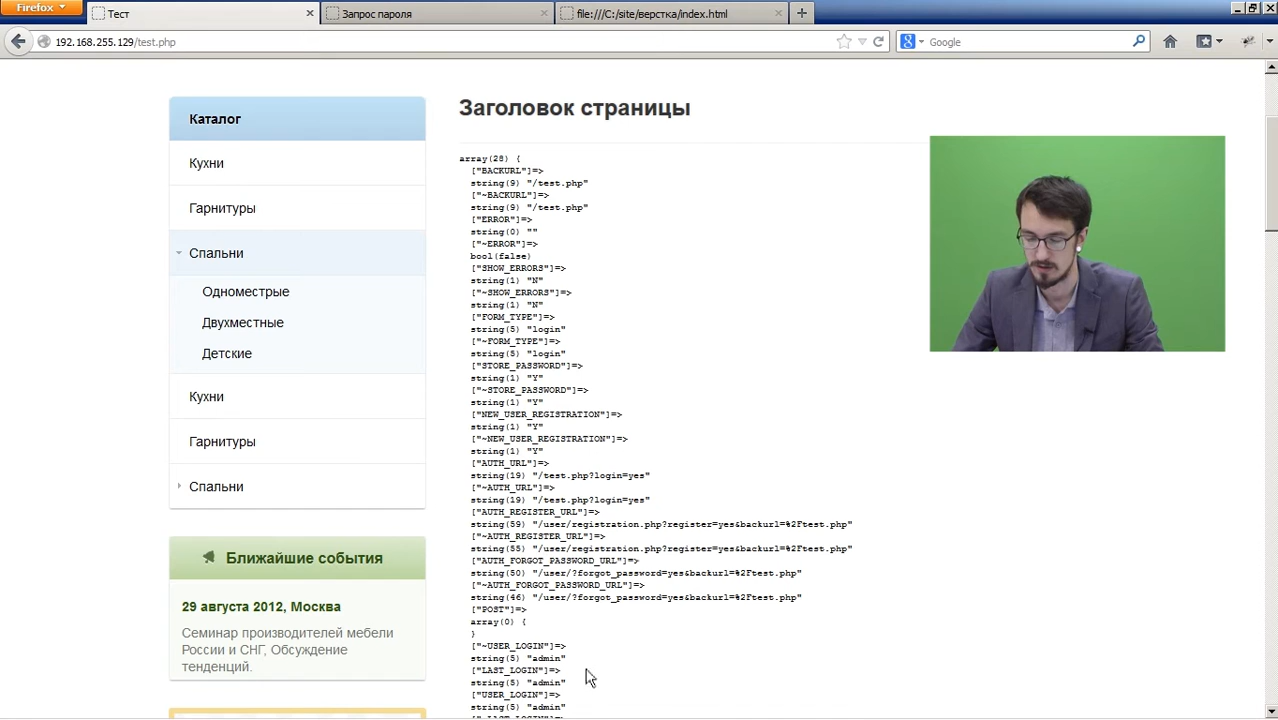 Firefox
Тест
Запрос пароля
file:///C:/site/верстка/index.html
192.168.255.129/test.php
Google
Каталог
Кухни
Гарнитуры
Спальни
Одноместрые
Двухместные
Детские
Кухни
Гарнитуры
Спальни
Ближайшие события
29 августа 2012, Москва
Семинар производителей мебели
России и СНГ, Обсуждение
тенденций.
Заголовок страницы
array(28) {
["BACKURL"]=>
string(9) "/test.php"
["~BACKURL"]=>
string(9) "/test.php"
["ERROR"]=>
string(0) ""
["~ERROR"]=>
bool(false)
["SHOW_ERRORS"]=>
string(1) "N"
["~SHOW_ERRORS"]=>
string(1) "N"
["FORM_TYPE"]=>
string(5) "login"
["~FORM_TYPE"]=>
string(5) "login"
["STORE_PASSWORD"]=>
string(1) "Y"
["~STORE_PASSWORD"]=>
string(1) "Y"
["NEW_USER_REGISTRATION"]=>
string(1) "Y"
["~NEW_USER_REGISTRATION"]=>
string(1) "Y"
["AUTH_URL"]=>
string(19) "/test.php?login=yes"
["~AUTH_URL"]=>
string(19) "/test.php?login=yes"
["AUTH_REGISTER_URL"]=>
string(59) "/user/registration.php?register=yes&backurl=%2Ftest.php"
["~AUTH_REGISTER_URL"]=>
string(55) "/user/registration.php?register=yes&backurl=%2Ftest.php"
["AUTH_FORGOT_PASSWORD_URL"]=>
string(50) "/user/?forgot_password=yes&backurl=%2Ftest.php"
["~AUTH_FORGOT_PASSWORD_URL"]=>
string(46) "/user/?forgot_password=yes&backurl=%2Ftest.php"
["POST"]=>
array(0) {
}
["~USER_LOGIN"]=>
string(5) "admin"
["LAST_LOGIN"]=>
string(5) "admin"
["USER_LOGIN"]=>
string(5) "admin"
["~LAST_LOGIN"]=>